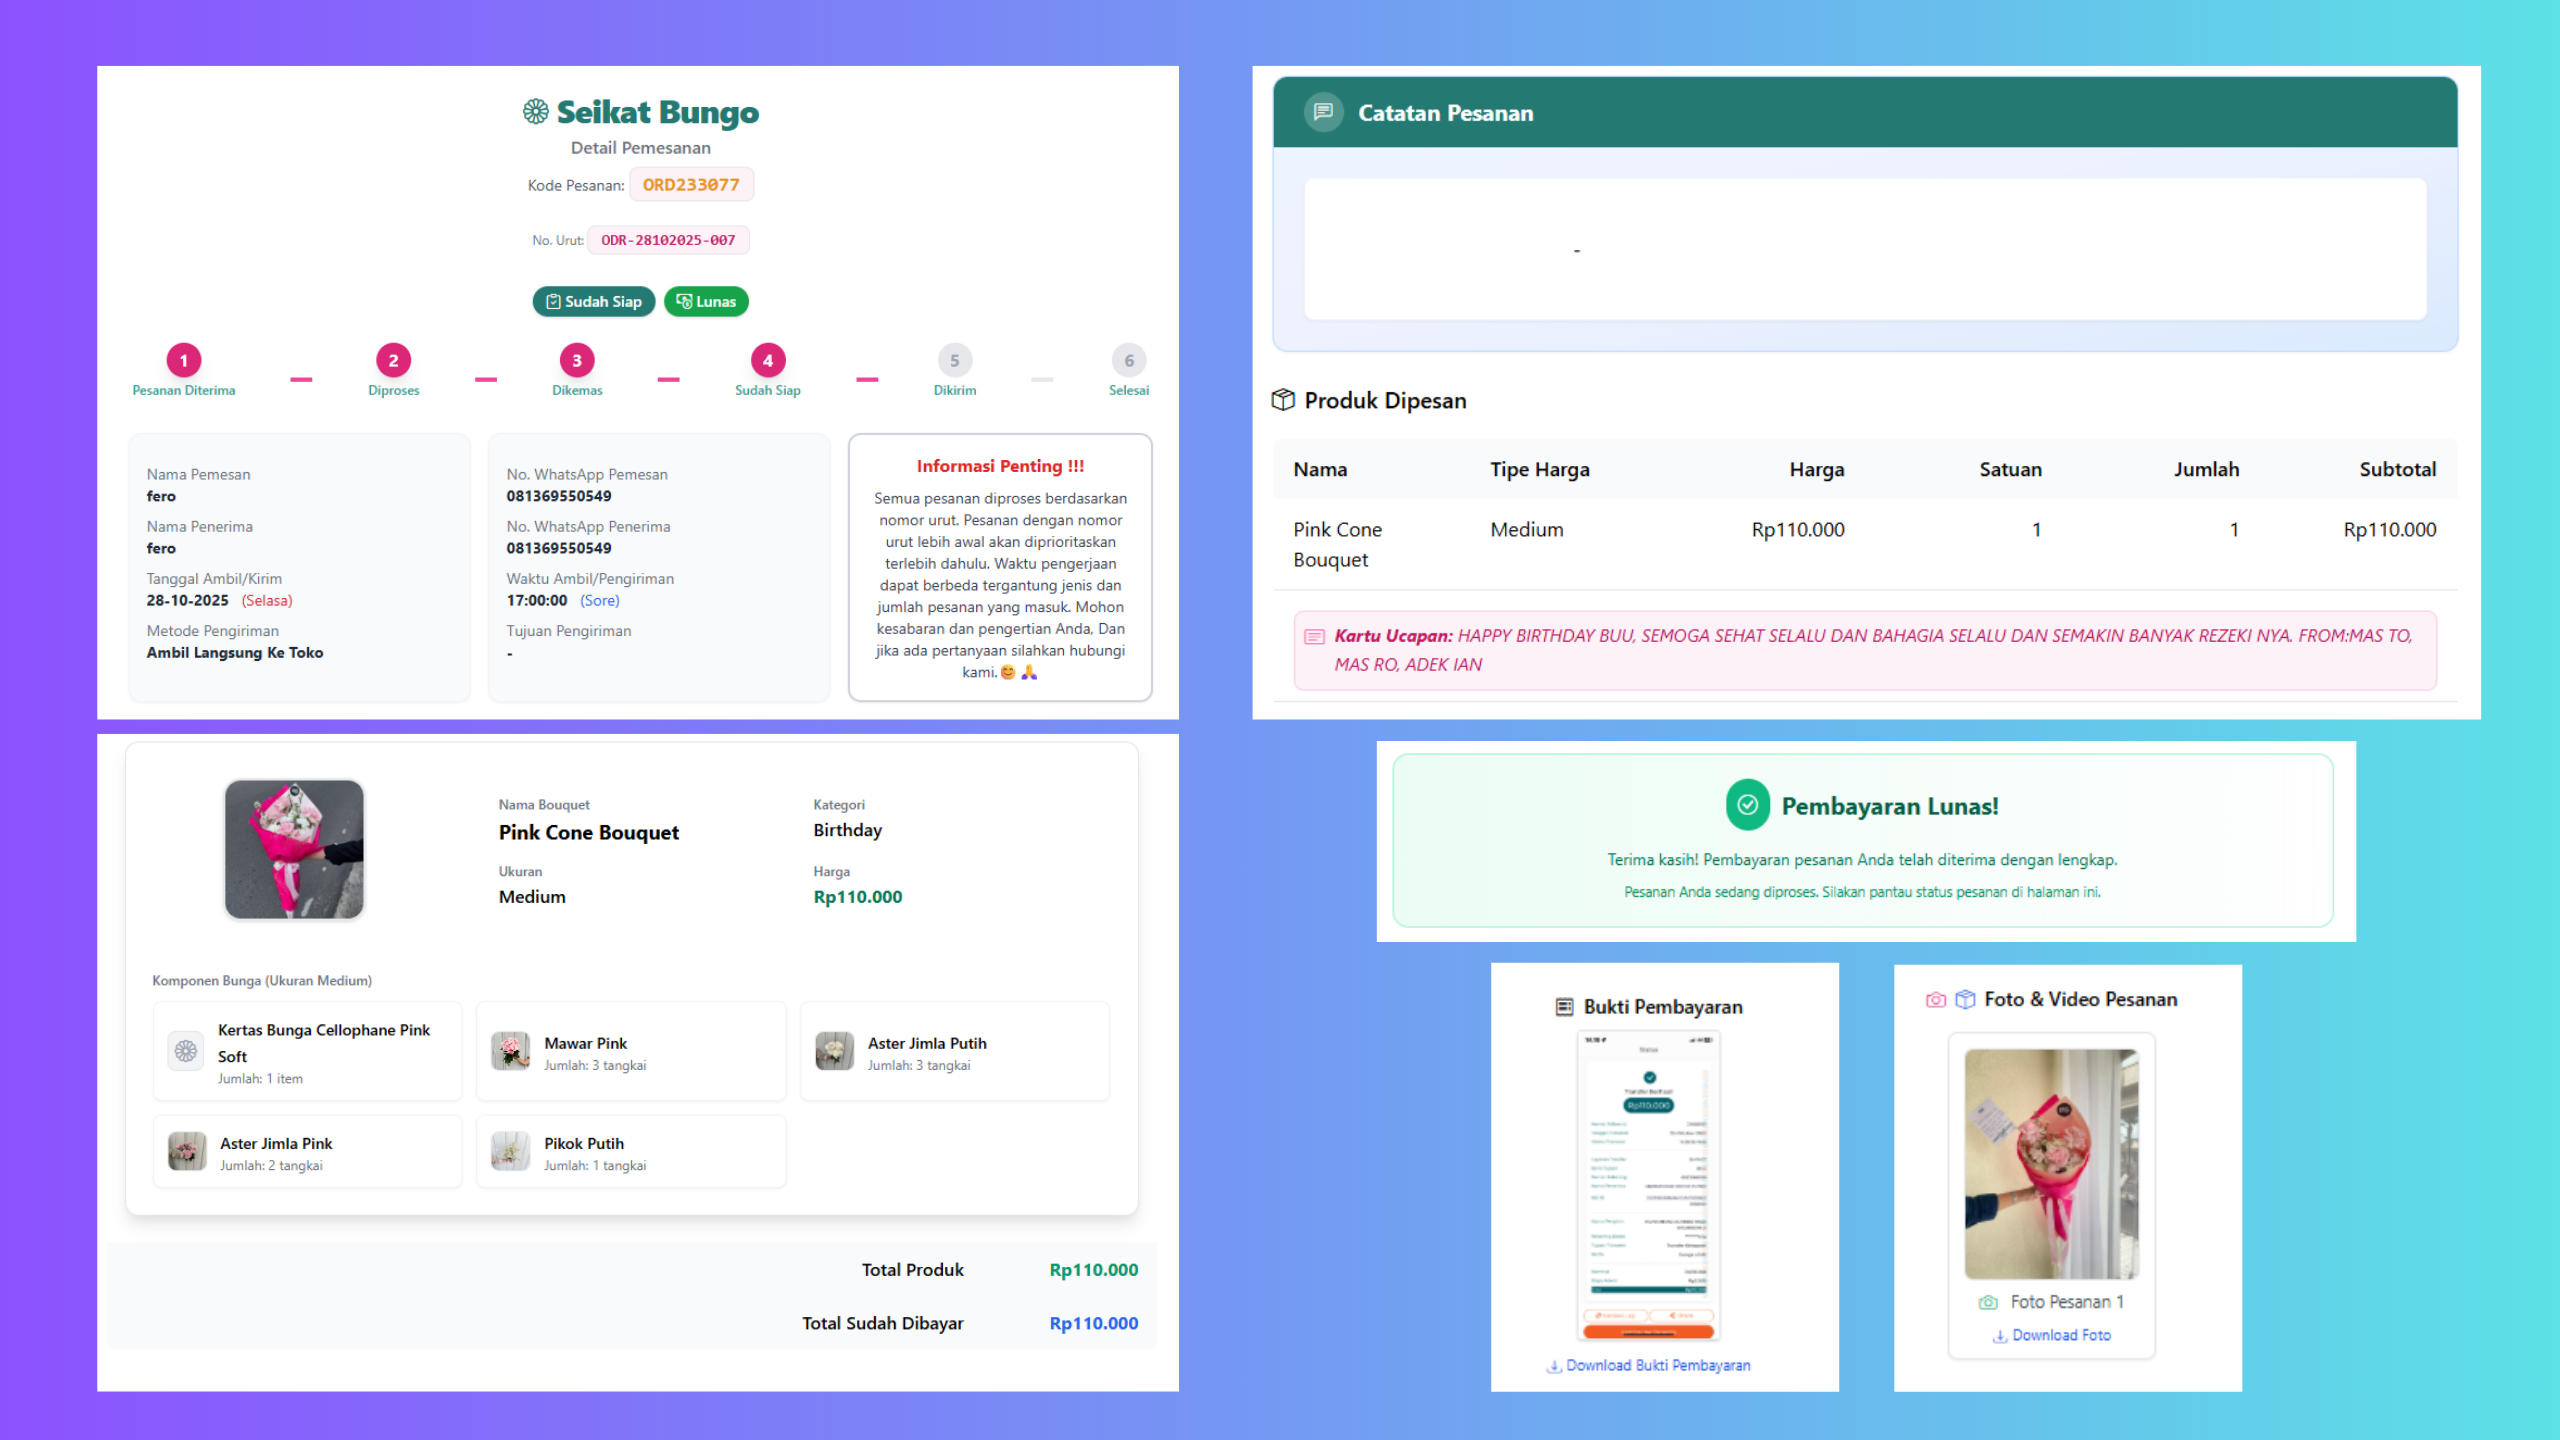 Seikat Bungo
Detail Pemesanan
Kode Pesanan: ORD233077
No. Urut: ODR-28102025-007
Sudah Siap Lunas
1 2 3 4 5 6
Pesanan Diterima Diproses Dikemas Sudah Siap Dikirim Selesai
Nama Pemesan
fero
Nama Penerima
fero
Tanggal Ambil/Kirim
28-10-2025 (Selasa)
Metode Pengiriman
Ambil Langsung Ke Toko
No. WhatsApp Pemesan
081369550549
No. WhatsApp Penerima
081369550549
Waktu Ambil/Pengiriman
17:00:00 (Sore)
Tujuan Pengiriman
-
Informasi Penting !!!
Semua pesanan diproses berdasarkan
nomor urut. Pesanan dengan nomor
urut lebih awal akan diprioritaskan
terlebih dahulu. Waktu pengerjaan
dapat berbeda tergantung jenis dan
jumlah pesanan yang masuk. Mohon
kesabaran dan pengertian Anda, Dan
jika ada pertanyaan silahkan hubungi
kami.😊 🙏
Catatan Pesanan
-
Produk Dipesan
Nama Tipe Harga Harga Satuan Jumlah Subtotal
Pink Cone Medium Rp110.000 1 1 Rp110.000
Bouquet
Kartu Ucapan: HAPPY BIRTHDAY BUU, SEMOGA SEHAT SELALU DAN BAHAGIA SELALU DAN SEMAKIN BANYAK REZEKI NYA. FROM:MAS TO,
MAS RO, ADEK IAN
Nama Bouquet
Pink Cone Bouquet
Kategori
Birthday
Ukuran
Medium
Harga
Rp110.000
Komponen Bunga (Ukuran Medium)
Kertas Bunga Cellophane Pink
Soft
Jumlah: 1 item
Mawar Pink
Jumlah: 3 tangkai
Aster Jimla Putih
Jumlah: 3 tangkai
Aster Jimla Pink
Jumlah: 2 tangkai
Pikok Putih
Jumlah: 1 tangkai
Total Produk Rp110.000
Total Sudah Dibayar Rp110.000
Pembayaran Lunas!
Terima kasih! Pembayaran pesanan Anda telah diterima dengan lengkap.
Pesanan Anda sedang diproses. Silakan pantau status pesanan di halaman ini.
Bukti Pembayaran
Status
Transfer Berhasil
Rp110.000
Download Bukti Pembayaran
Foto & Video Pesanan
Foto Pesanan 1
Download Foto